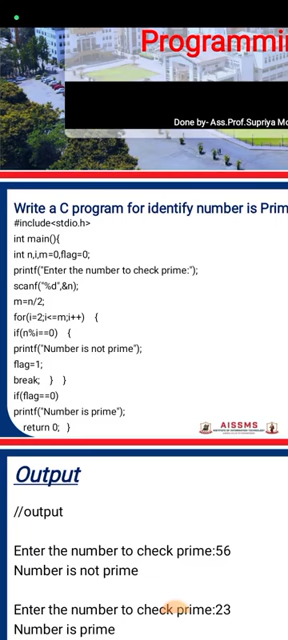 Done by- Ass.Prof.Supriya
Write a C program for identify number is
#include<stdio.h>
int main(){
int n,i,m=0,flag=0;
printf("Enter the number to check prime:");
scanf("%d",&n);
m=n/2;
for(i=2;i<=m;i++) {
if(n%i==0) {
printf("Number is not prime");
flag=1;
break; } }
if(flag==0)
printf("Number is prime");
return 0; }
AISSMS
Output
//output
Enter the number to check prime:56
Number is not prime
Enter the number to check prime:23
Number is prime